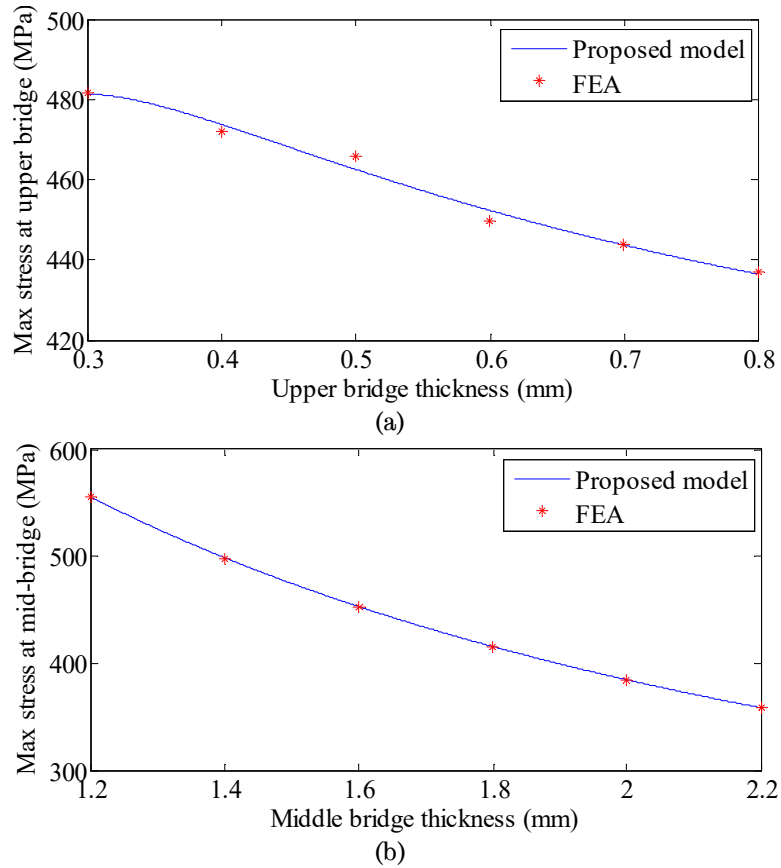 500
480
460
440
420
Max stress at upper bridge (MPa)
Proposed model
FEA
0.3 0.4 0.5 0.6 0.7 0.8
Upper bridge thickness (mm)
(a)
600
500
400
300
Max stress at mid-bridge (MPa)
Proposed model
FEA
1.2 1.4 1.6 1.8 2 2.2
Middle bridge thickness (mm)
(b)